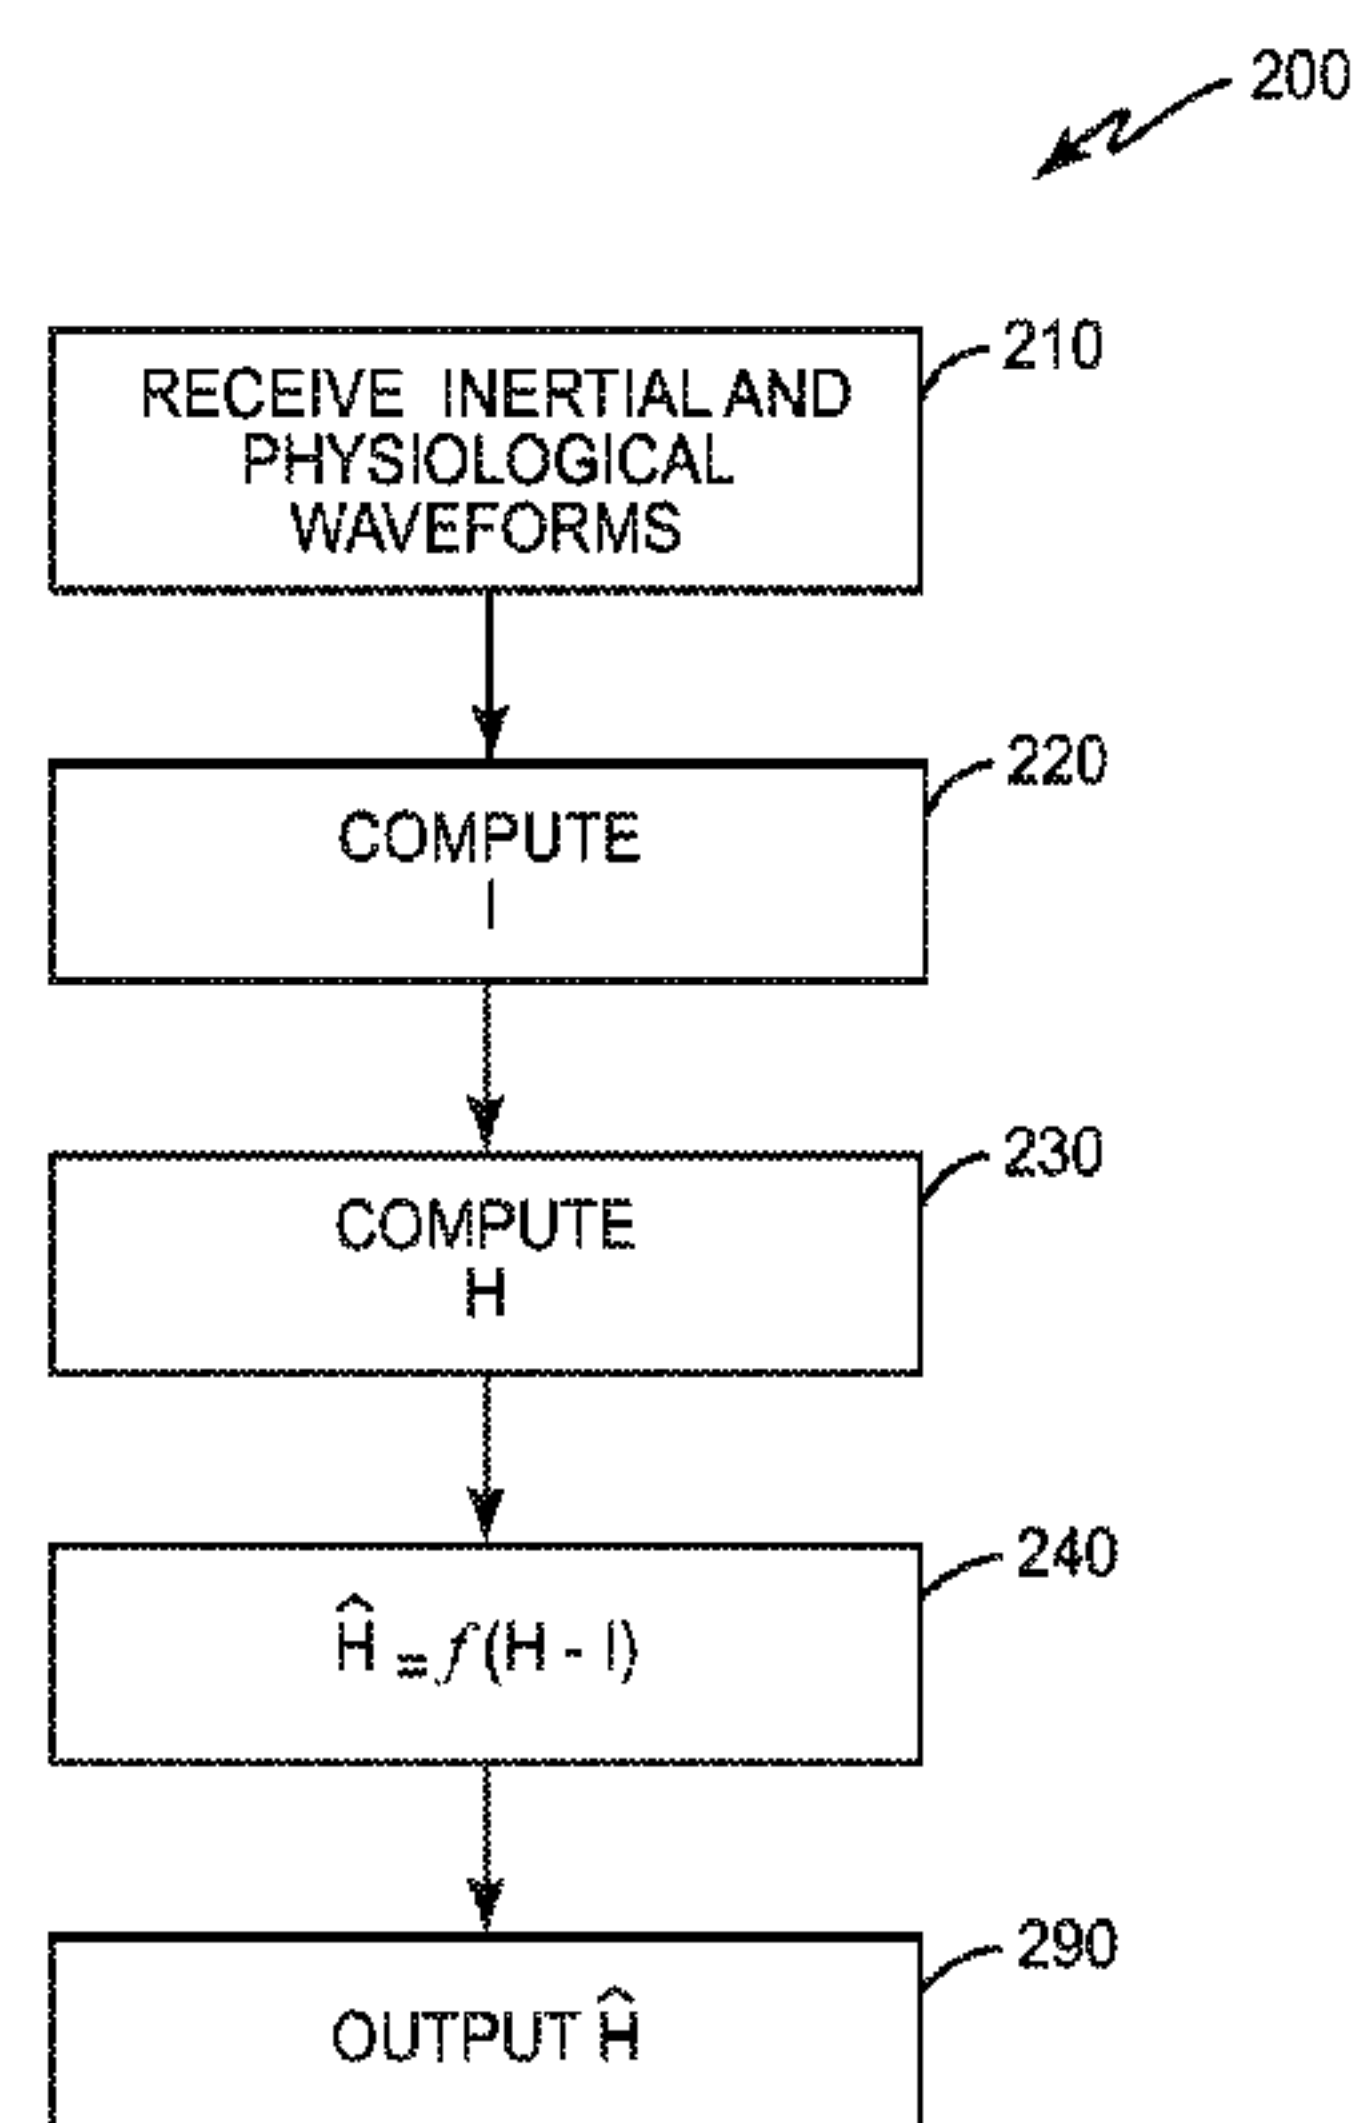 200
RECEIVE INERTIAL AND
PHYSIOLOGICAL
WAVEFORMS
210
COMPUTE
I
220
COMPUTE
H
230
Ĥ = f(H - I)
240
OUTPUT Ĥ
290